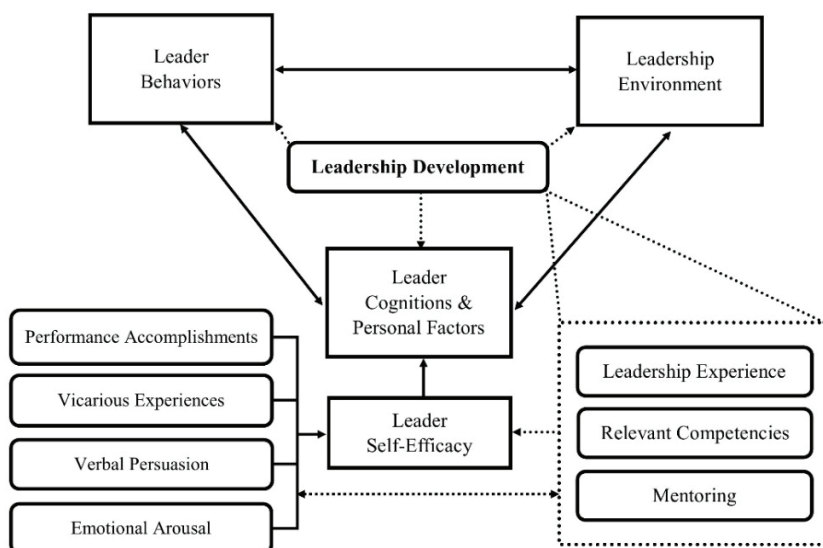 Leader
Behaviors
Leadership
Environment
Leadership Development
Leader
Cognitions &
Personal Factors
Performance Accomplishments
Vicarious Experiences
Verbal Persuasion
Emotional Arousal
Leader
Self-Efficacy
Leadership Experience
Relevant Competencies
Mentoring